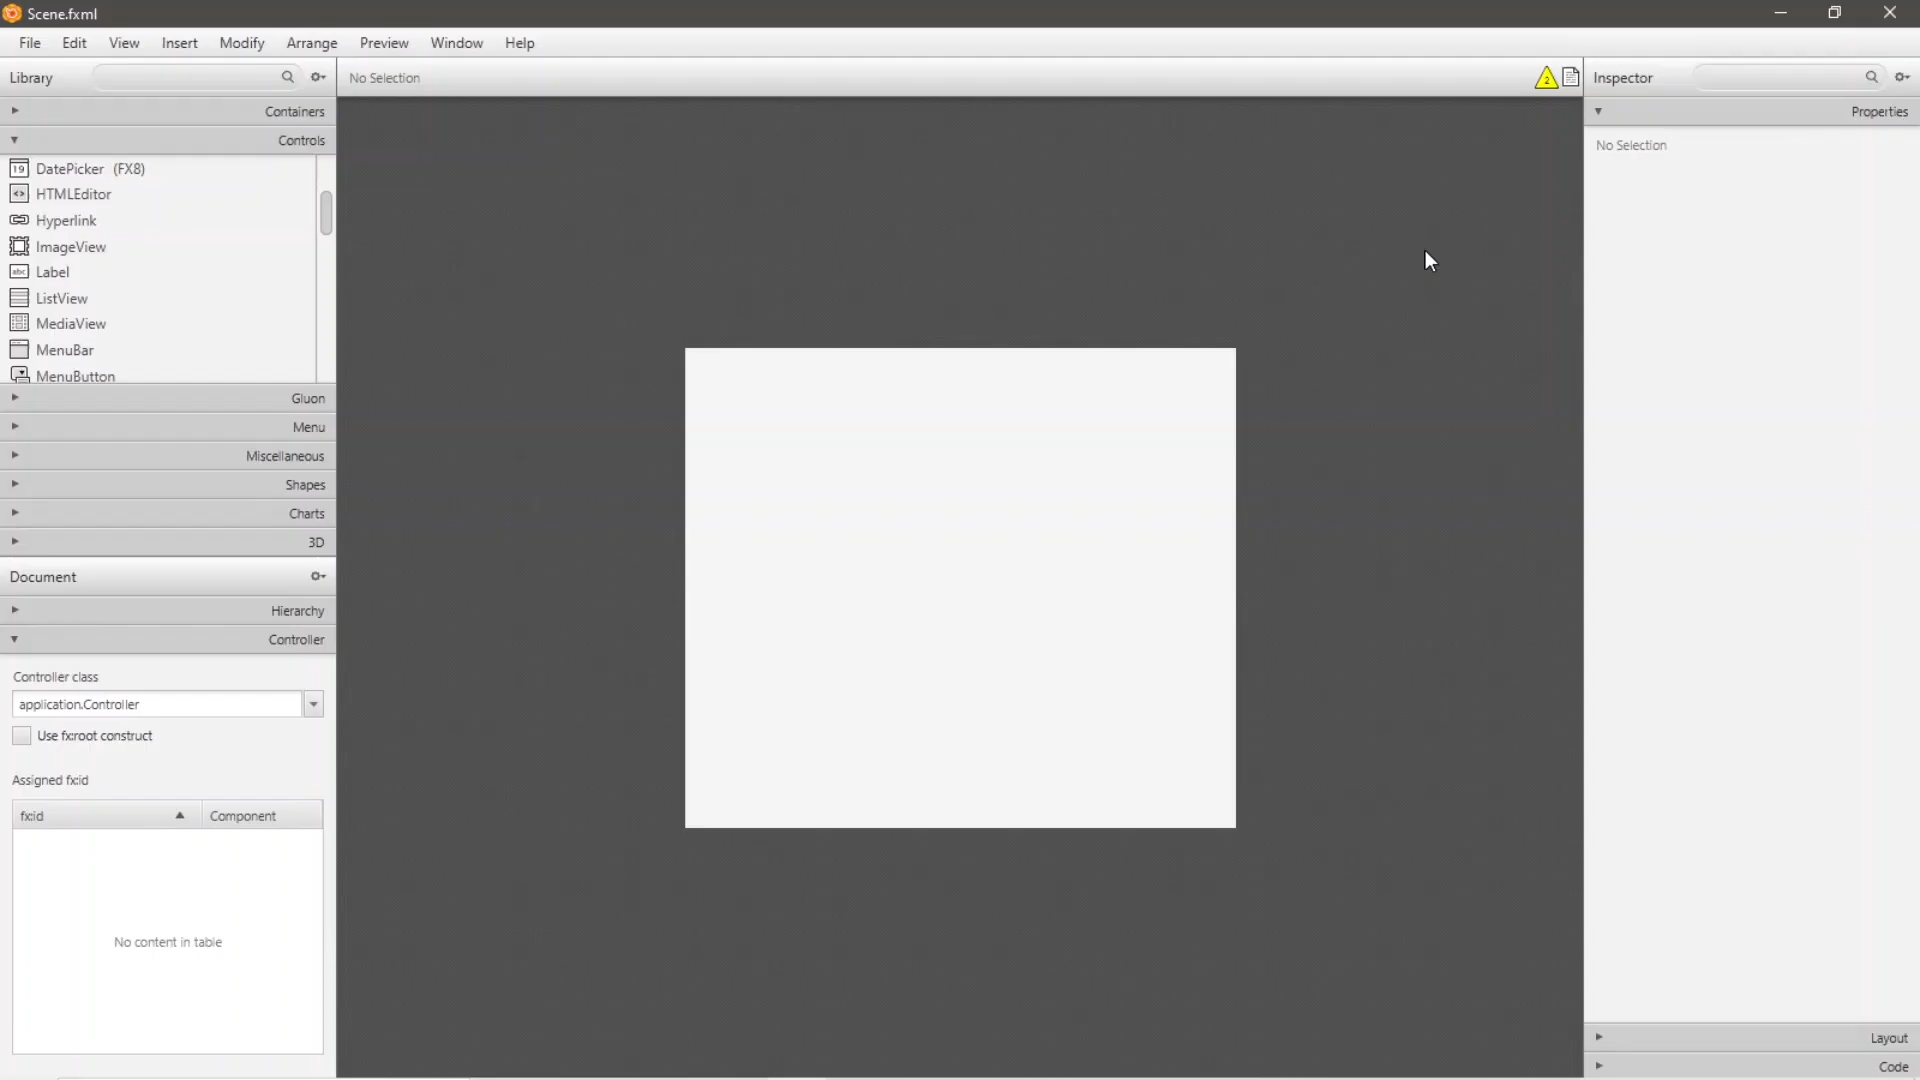 Scene.fxml
File Edit View Insert Modify Arrange Preview Window Help
Library
No Selection
2
Inspector
Containers
Properties
Controls
No Selection
19 DatePicker (FX8)
<> HTMLEditor
Hyperlink
ImageView
abc Label
ListView
MediaView
MenuBar
MenuButton
Gluon
Menu
Miscellaneous
Shapes
Charts
3D
Document
Hierarchy
Controller
Controller class
application.Controller
Use fx:root construct
Assigned fx:id
fx:id Component
No content in table
Layout
Code